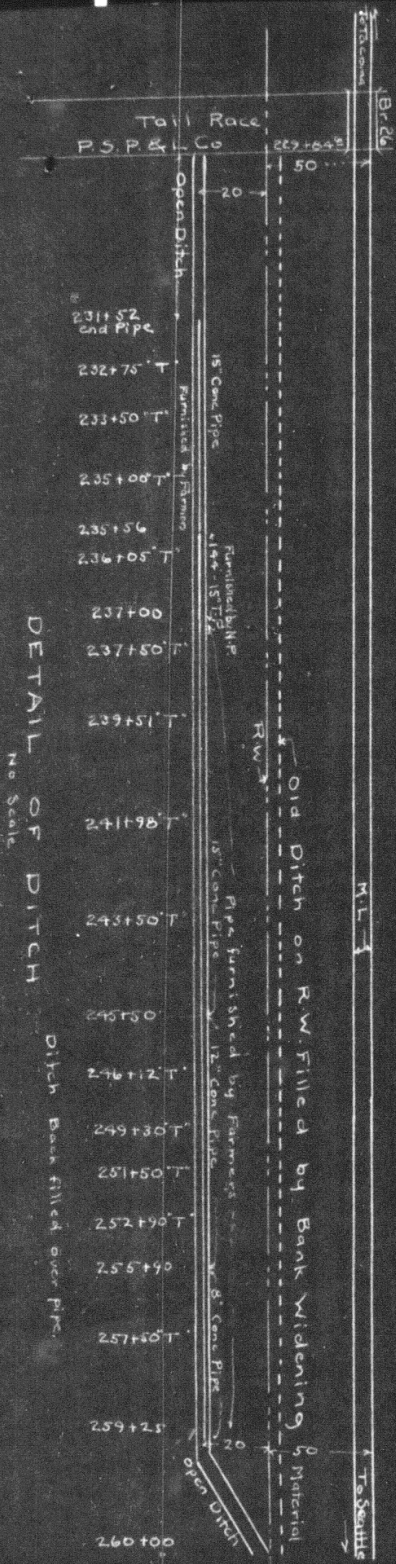 To Tacoma
Br. 26
Tail Race
P. S. P. & L Co
229+84⁵
50
20
Open Ditch
231+52
end Pipe
232+75 "T"
15" Conc Pipe
Furnished by Farmers
233+50 "T"
235+00 "T"
235+56
236+05 "T"
Furnished by N.P.
237+00
237+50 "T"
239+51 "T"
R/W
Old Ditch on R.W. Filled by Bank Widening Material
241+98 "T"
M.L.
243+50 "T"
15" Conc Pipe
Pipe furnished by Farmers
245+50
12" Conc Pipe
246+12 "T"
249+30 "T"
251+50 "T"
252+90 "T"
255+90
8" Conc Pipe
257+50 "T"
259+25
20
50
Open Ditch
To Seattle
260+00
DETAIL OF DITCH
No Scale
Ditch Back filled over pipe.